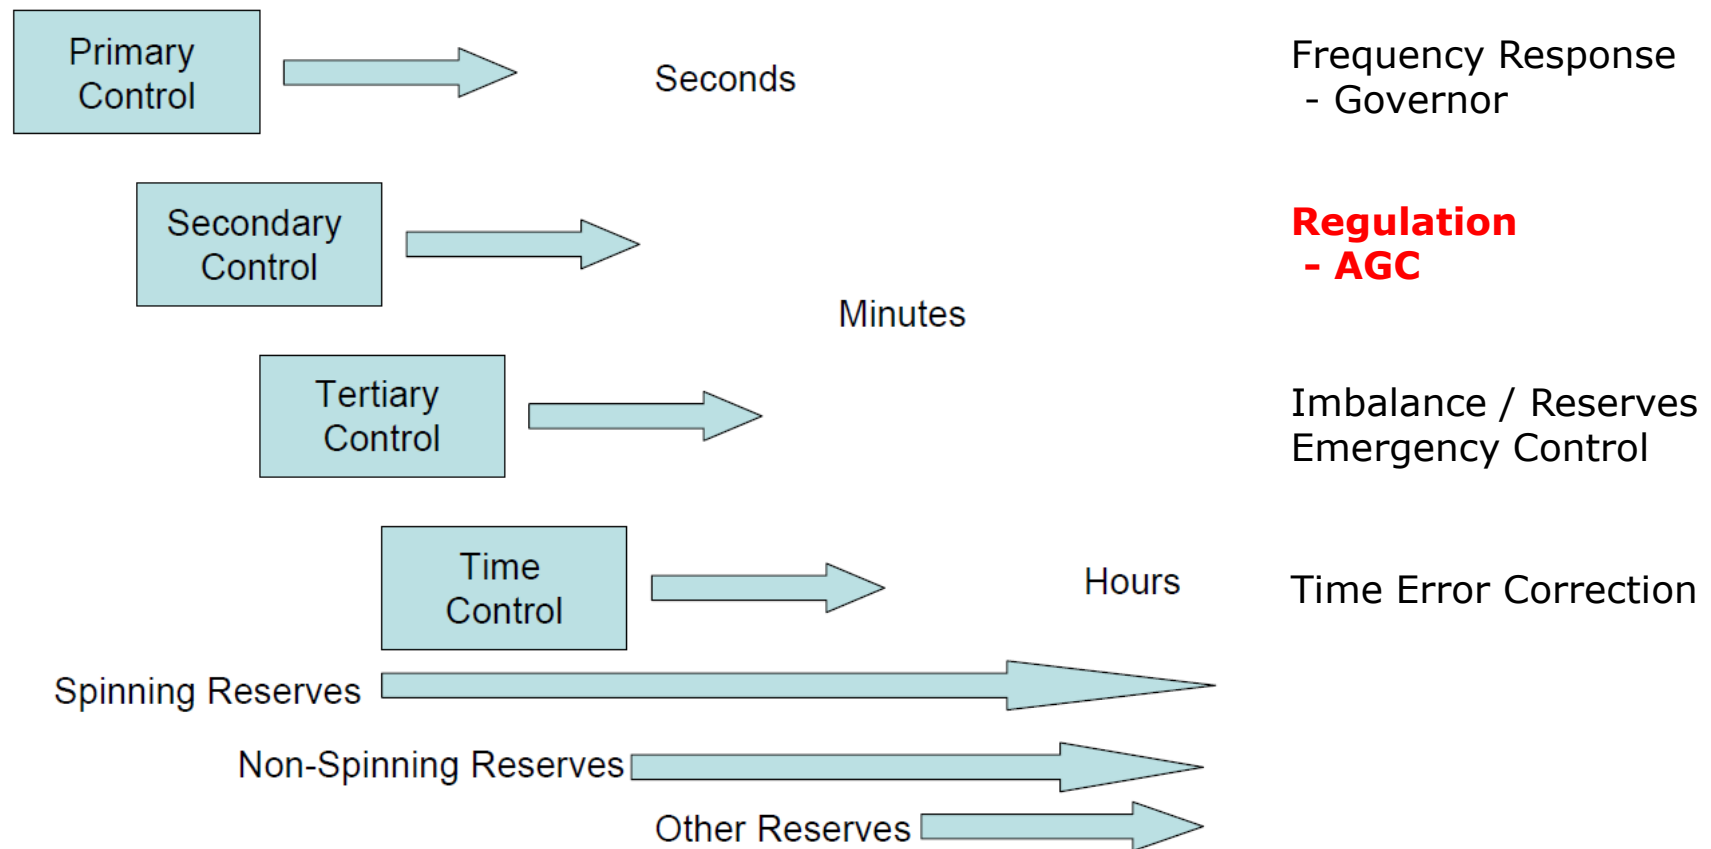 Primary
Control
Seconds
Frequency Response
- Governor
Secondary
Control
Regulation
- AGC
Minutes
Tertiary
Control
Imbalance / Reserves
Emergency Control
Time
Control
Hours
Time Error Correction
Spinning Reserves
Non-Spinning Reserves
Other Reserves